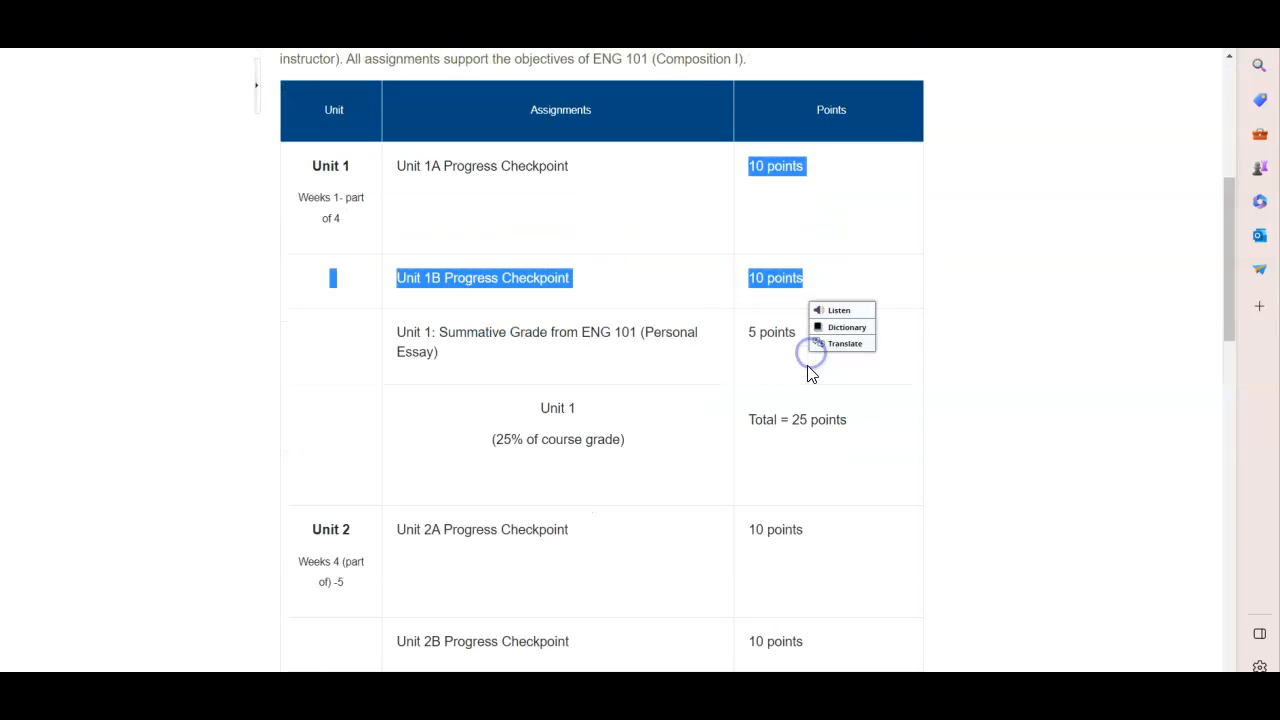 instructor). All assignments support the objectives of ENG 101 (Composition I).
Unit Assignments Points
Unit 1 Unit 1A Progress Checkpoint 10 points
Weeks 1- part
of 4
Unit 1B Progress Checkpoint 10 points
Listen
Dictionary
Translate
Unit 1: Summative Grade from ENG 101 (Personal
Essay)
5 points
Unit 1
(25% of course grade)
Total = 25 points
Unit 2 Unit 2A Progress Checkpoint 10 points
Weeks 4 (part
of) -5
Unit 2B Progress Checkpoint 10 points